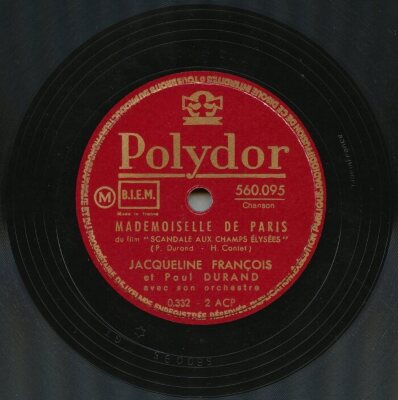 Polydor
M
B.I.E.M.
560.095
Made in France
Chanson
MADEMOISELLE DE PARIS
du film "SCANDALE AUX CHAMPS ÉLYSÉES"
(P. Durand - H. Contet)
JACQUELINE FRANÇOIS
et Paul DURAND
avec son orchestre
0.332 - 2 ACP